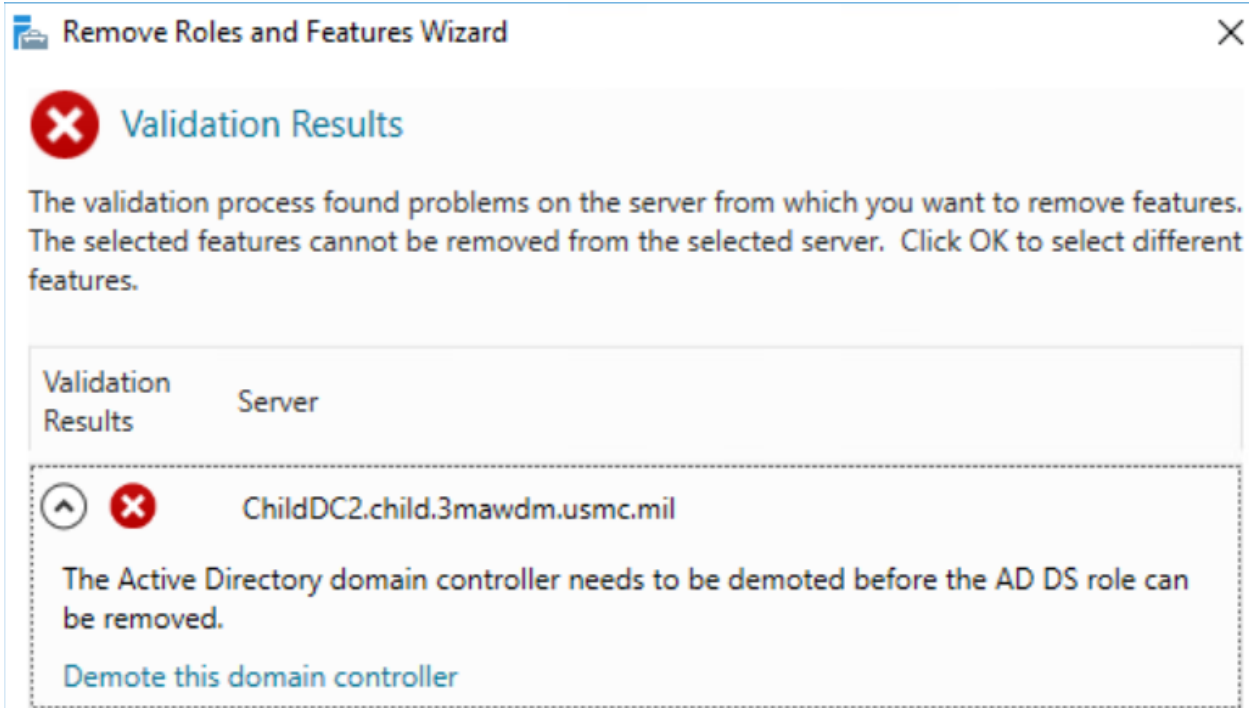 Remove Roles and Features Wizard
Validation Results
The validation process found problems on the server from which you want to remove features.
The selected features cannot be removed from the selected server.  Click OK to select different
features.
Validation
Results
Server
ChildDC2.child.3mawdm.usmc.mil
The Active Directory domain controller needs to be demoted before the AD DS role can
be removed.
Demote this domain controller